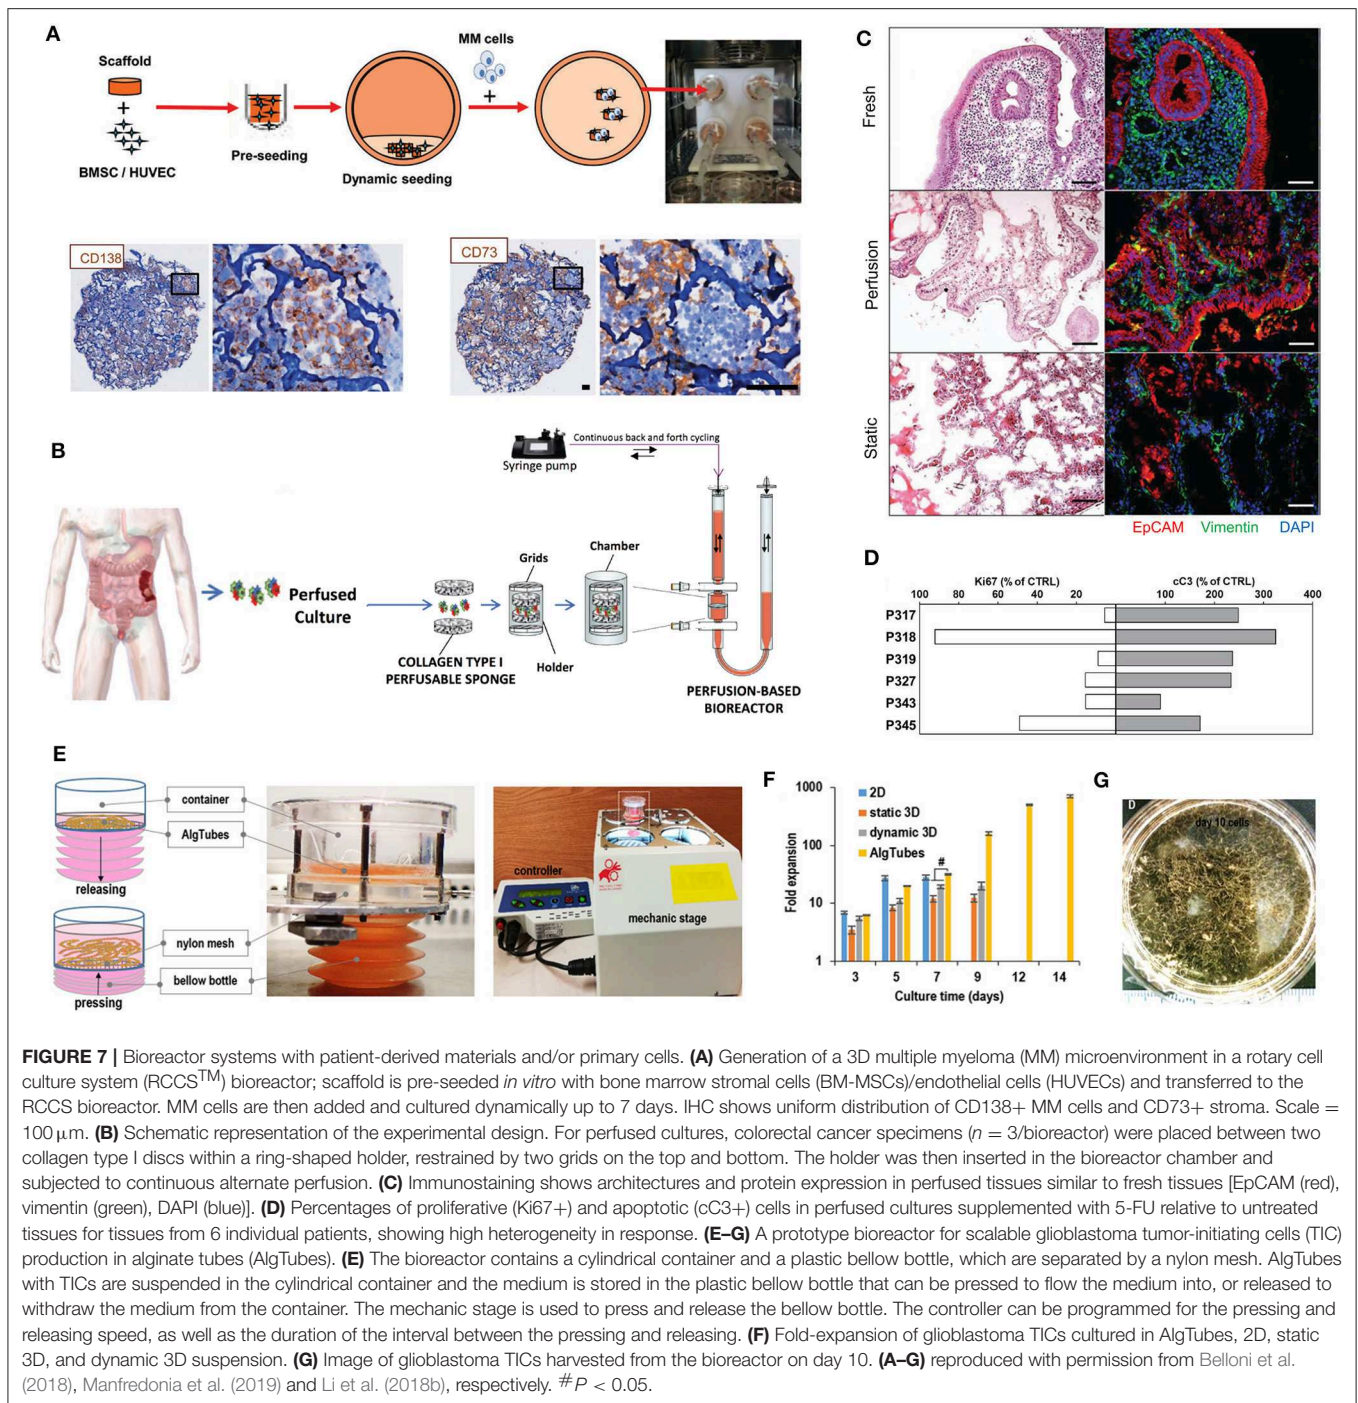 A
Scaffold
+
BMSC / HUVEC
Pre-seeding
Dynamic seeding
MM cells
+
CD138
CD73
B
Syringe pump
Continuous back and forth cycling
Perfused
Culture
COLLAGEN TYPE I
PERFUSABLE SPONGE
Grids
Holder
Chamber
PERFUSION-BASED
BIOREACTOR
C
Fresh
Perfusion
Static
EpCAM Vimentin DAPI
D
Ki67 (% of CTRL) cC3 (% of CTRL)
100 80 60 40 20 100 200 300 400
P317
P318
P319
P327
P343
P345
E
container
AlgTubes
releasing
nylon mesh
bellow bottle
pressing
controller
mechanic stage
F
Fold expansion
1000
100
10
1
2D
static 3D
dynamic 3D
AlgTubes
#
3 5 7 9 12 14
Culture time (days)
G
D
day 10 cells
FIGURE 7 | Bioreactor systems with patient-derived materials and/or primary cells. (A) Generation of a 3D multiple myeloma (MM) microenvironment in a rotary cell
culture system (RCCS™) bioreactor; scaffold is pre-seeded in vitro with bone marrow stromal cells (BM-MSCs)/endothelial cells (HUVECs) and transferred to the
RCCS bioreactor. MM cells are then added and cultured dynamically up to 7 days. IHC shows uniform distribution of CD138+ MM cells and CD73+ stroma. Scale =
100 μm. (B) Schematic representation of the experimental design. For perfused cultures, colorectal cancer specimens (n = 3/bioreactor) were placed between two
collagen type I discs within a ring-shaped holder, restrained by two grids on the top and bottom. The holder was then inserted in the bioreactor chamber and
subjected to continuous alternate perfusion. (C) Immunostaining shows architectures and protein expression in perfused tissues similar to fresh tissues [EpCAM (red),
vimentin (green), DAPI (blue)]. (D) Percentages of proliferative (Ki67+) and apoptotic (cC3+) cells in perfused cultures supplemented with 5-FU relative to untreated
tissues for tissues from 6 individual patients, showing high heterogeneity in response. (E–G) A prototype bioreactor for scalable glioblastoma tumor-initiating cells (TIC)
production in alginate tubes (AlgTubes). (E) The bioreactor contains a cylindrical container and a plastic bellow bottle, which are separated by a nylon mesh. AlgTubes
with TICs are suspended in the cylindrical container and the medium is stored in the plastic bellow bottle that can be pressed to flow the medium into, or released to
withdraw the medium from the container. The mechanic stage is used to press and release the bellow bottle. The controller can be programmed for the pressing and
releasing speed, as well as the duration of the interval between the pressing and releasing. (F) Fold-expansion of glioblastoma TICs cultured in AlgTubes, 2D, static
3D, and dynamic 3D suspension. (G) Image of glioblastoma TICs harvested from the bioreactor on day 10. (A–G) reproduced with permission from Belloni et al.
(2018), Manfredonia et al. (2019) and Li et al. (2018b), respectively. #P < 0.05.